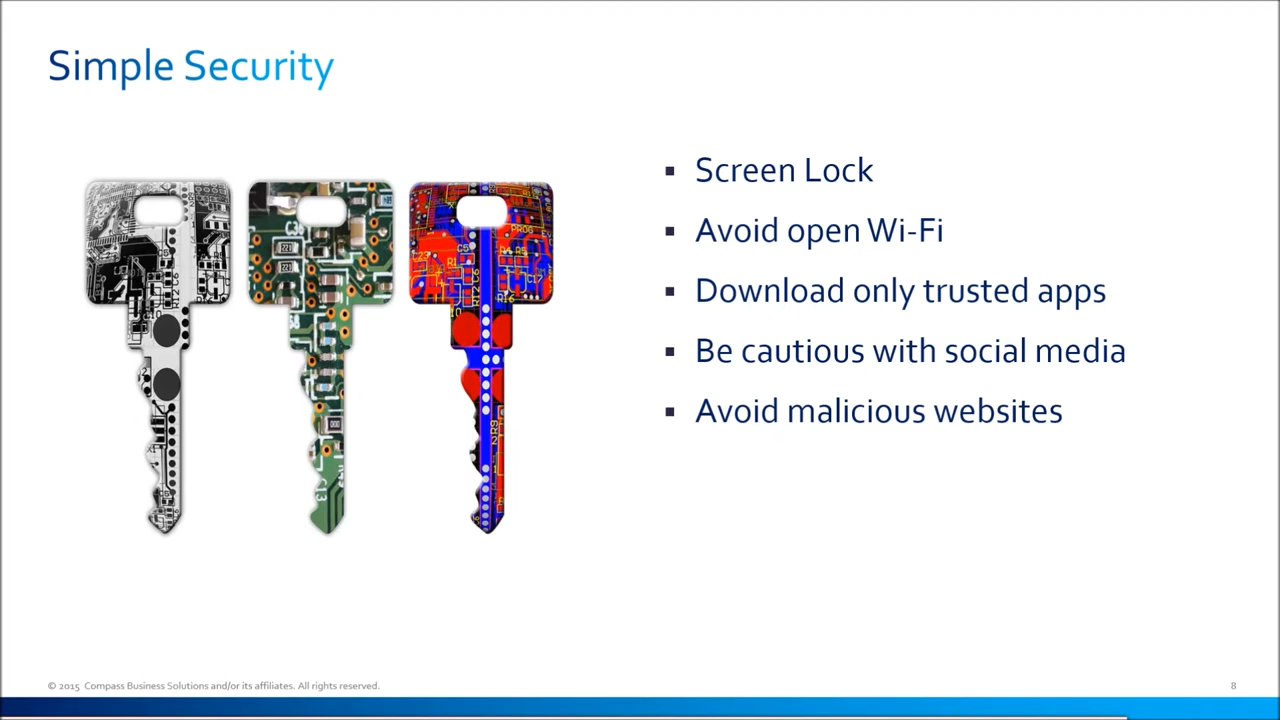 Simple Security
▪ Screen Lock
▪ Avoid open Wi-Fi
▪ Download only trusted apps
▪ Be cautious with social media
▪ Avoid malicious websites
© 2015 Compass Business Solutions and/or its affiliates. All rights reserved.
8